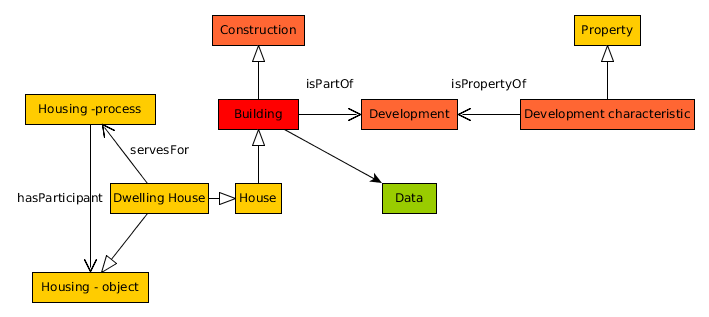 Construction
Property
isPartOf
isPropertyOf
Housing -process
Building
Development
Development characteristic
servesFor
hasParticipant
Dwelling House
House
Data
Housing - object